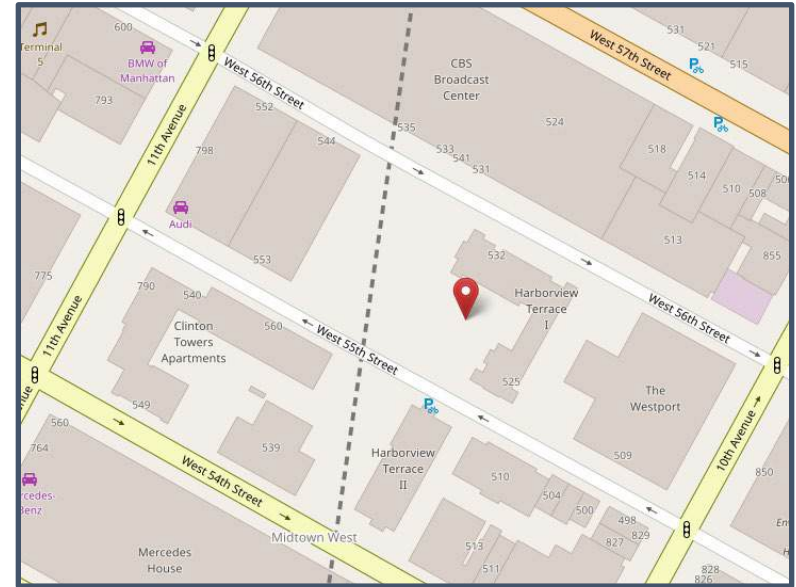 600
Terminal
5
BMW of
Manhattan
793
11th Avenue
West 56th Street
552
544
798
Audi
553
CBS
Broadcast
Center
524
535
533
541
531
West 57th Street
531
521
515
518
514
510
508
513
855
532
Harborview
Terrace
I
525
West 56th Street
775
790
540
560
Clinton
Towers
Apartments
549
11th Avenue
West 55th Street
The
Westport
509
10th Avenue
850
560
764
539
Harborview
Terrace
II
510
504
500
498
827
829
West 54th Street
Midtown West
Mercedes
House
513
511
828
826